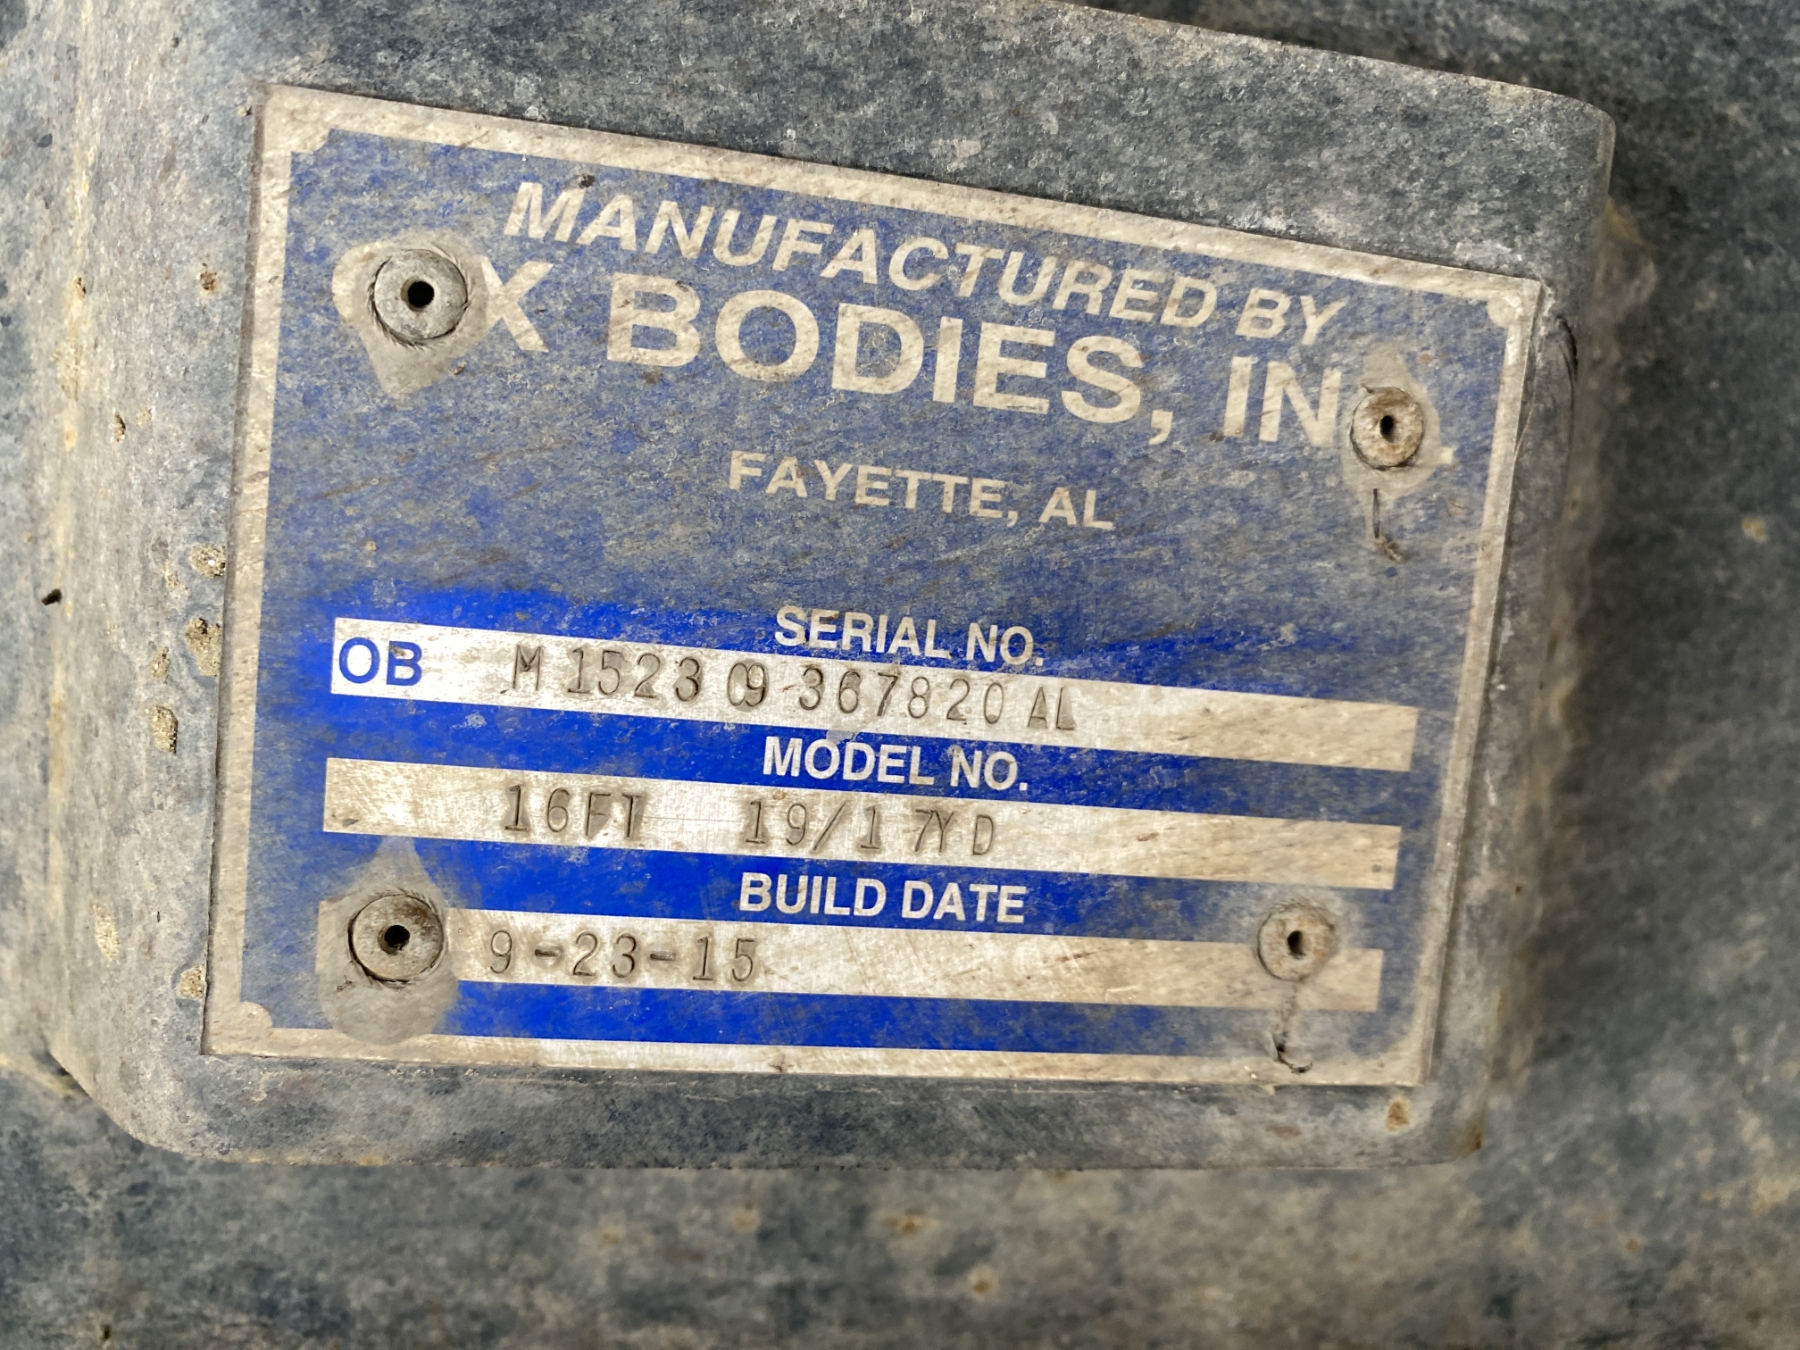 MANUFACTURED BY
OX BODIES, IN.
FAYETTE, AL
SERIAL NO.
OB M 1523 09 367820 AL
MODEL NO.
16FT 19/17YD
BUILD DATE
9-23-15